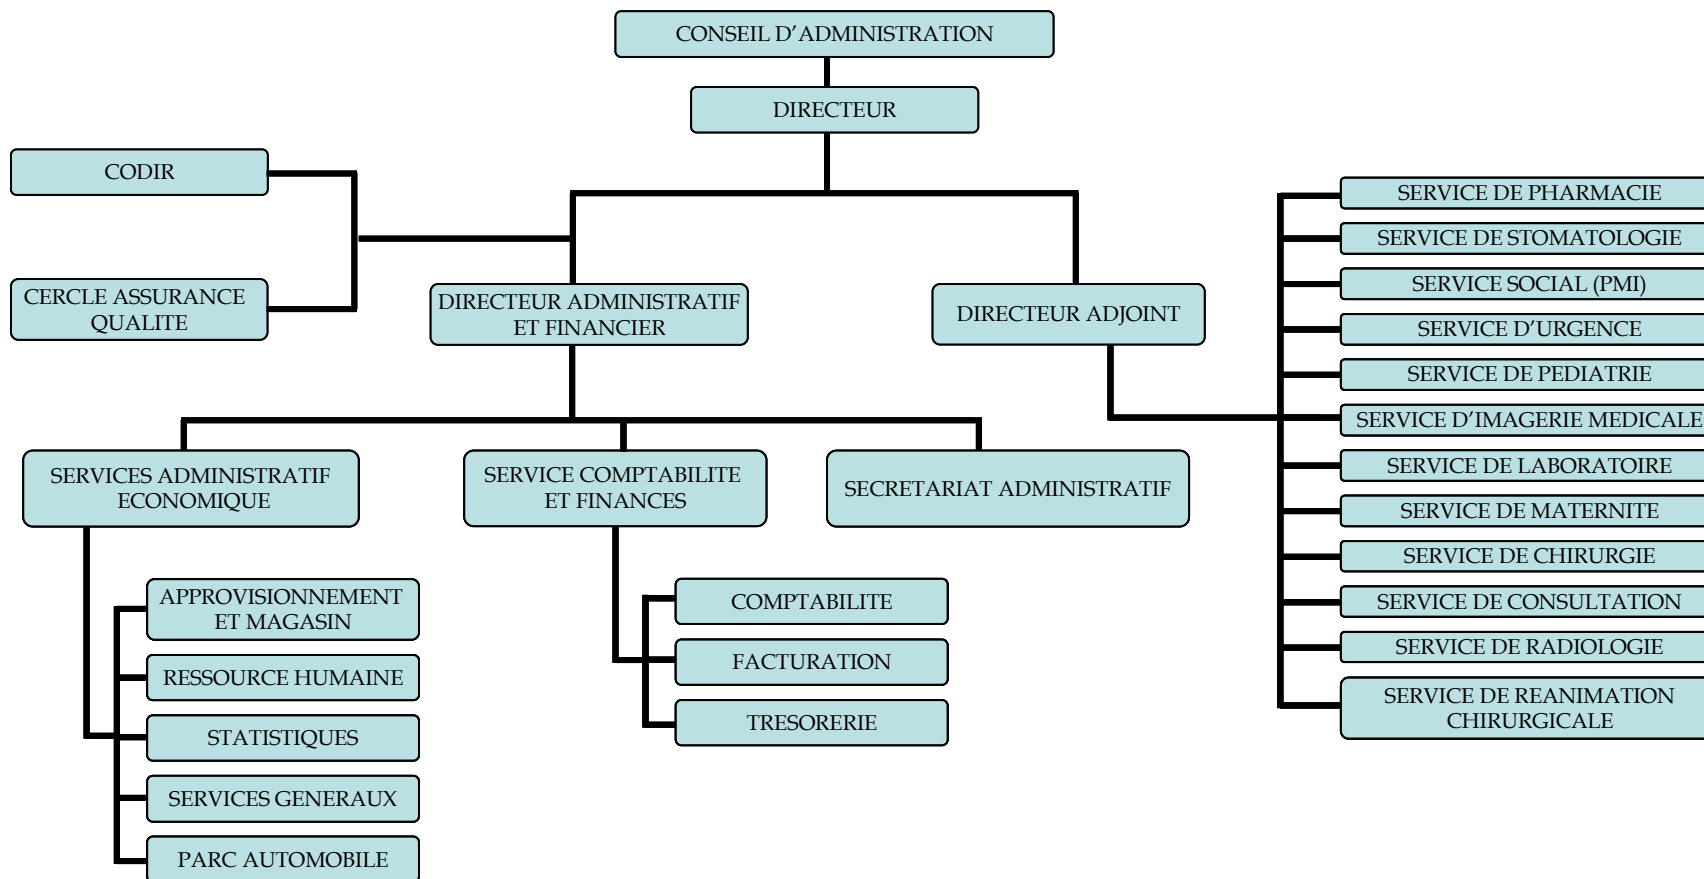 CONSEIL D’ADMINISTRATION
DIRECTEUR
CODIR
CERCLE ASSURANCE
QUALITE
DIRECTEUR ADMINISTRATIF
ET FINANCIER
DIRECTEUR ADJOINT
SERVICES ADMINISTRATIF
ECONOMIQUE
SERVICE COMPTABILITE
ET FINANCES
SECRETARIAT ADMINISTRATIF
APPROVISIONNEMENT
ET MAGASIN
RESSOURCE HUMAINE
STATISTIQUES
SERVICES GENERAUX
PARC AUTOMOBILE
COMPTABILITE
FACTURATION
TRESORERIE
SERVICE DE PHARMACIE
SERVICE DE STOMATOLOGIE
SERVICE SOCIAL (PMI)
SERVICE D’URGENCE
SERVICE DE PEDIATRIE
SERVICE D’IMAGERIE MEDICALE
SERVICE DE LABORATOIRE
SERVICE DE MATERNITE
SERVICE DE CHIRURGIE
SERVICE DE CONSULTATION
SERVICE DE RADIOLOGIE
SERVICE DE REANIMATION
CHIRURGICALE